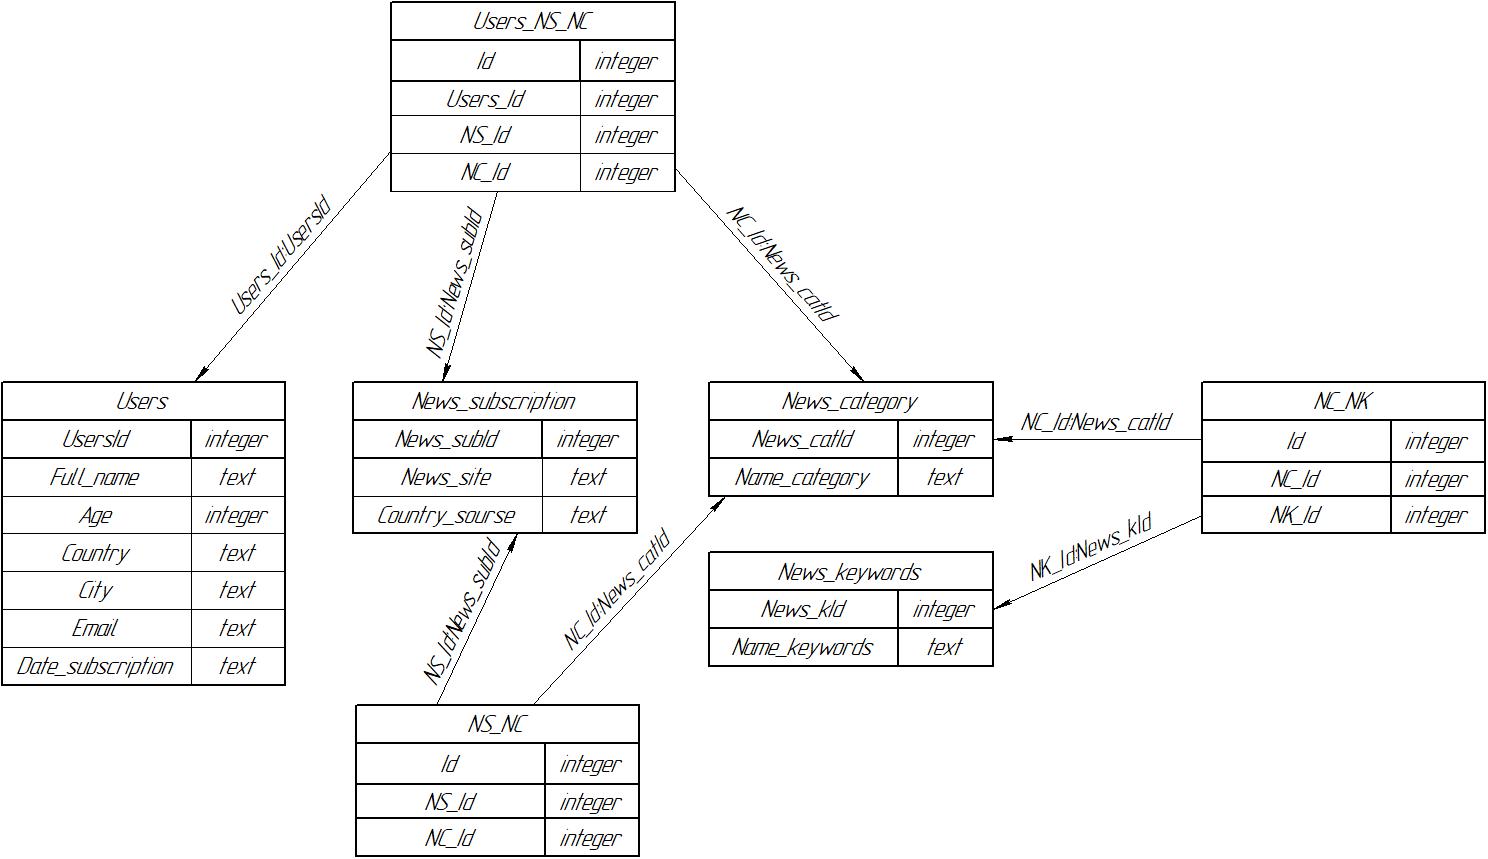 Users_NS_NC
Id integer
Users_Id integer
NS_Id integer
NC_Id integer
Users_Id:UsersId
NS_Id:News_subId
NC_Id:News_catId
Users
UsersId integer
Full_name text
Age integer
Country text
City text
Email text
Date_subscription text
News_subscription
News_subId integer
News_site text
Country_sourse text
News_category
News_catId integer
Name_category text
NC_Id:News_catId
NC_NK
Id integer
NC_Id integer
NK_Id integer
NK_Id:News_kId
News_keywords
News_kId integer
Name_keywords text
NS_Id:News_subId
NC_Id:News_catId
NS_NC
Id integer
NS_Id integer
NC_Id integer